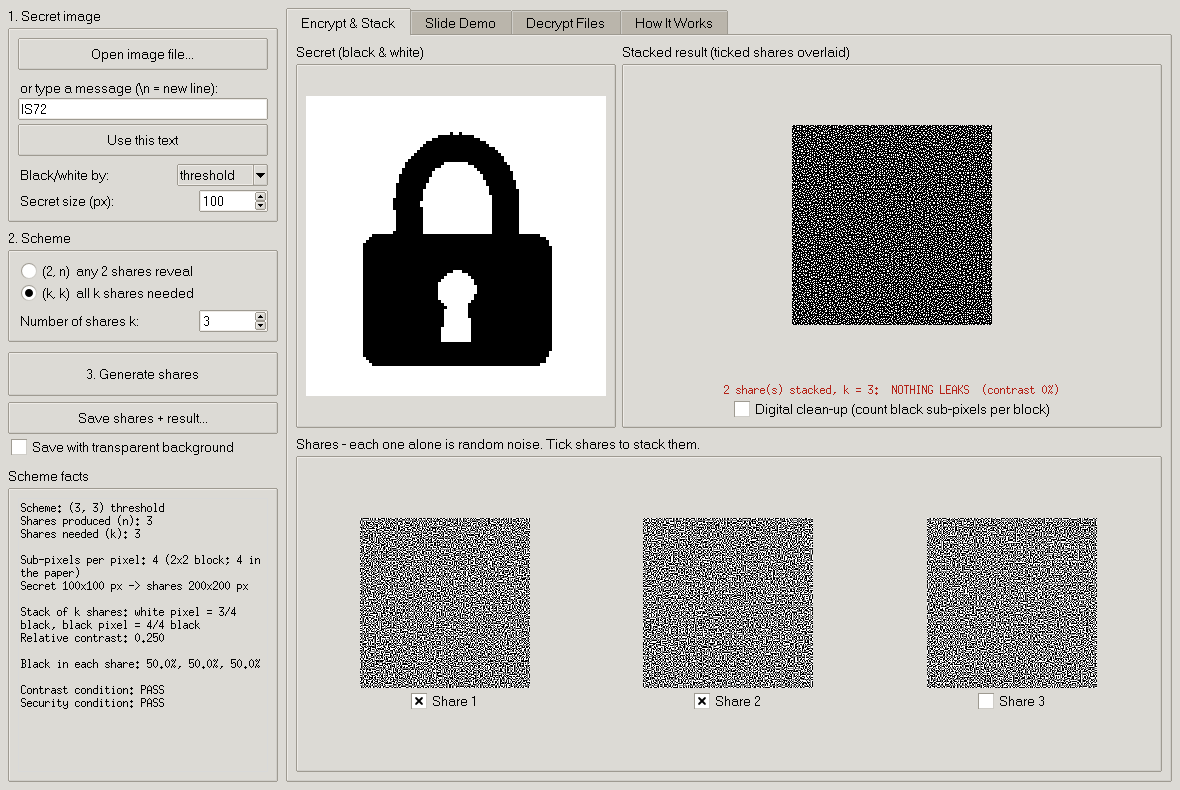 1. Secret image
Open image file...
or type a message (\n = new line):
IS72
Use this text
Black/white by: threshold
Secret size (px): 100
2. Scheme
(2, n) any 2 shares reveal
(k, k) all k shares needed
Number of shares k: 3
3. Generate shares
Save shares + result...
Save with transparent background
Scheme facts
Scheme: (3, 3) threshold
Shares produced (n): 3
Shares needed (k): 3
Sub-pixels per pixel: 4 (2x2 block; 4 in
the paper)
Secret 100x100 px -> shares 200x200 px
Stack of k shares: white pixel = 3/4
black, black pixel = 4/4 black
Relative contrast: 0.250
Black in each share: 50.0%, 50.0%, 50.0%
Contrast condition: PASS
Security condition: PASS
Encrypt & Stack Slide Demo Decrypt Files How It Works
Secret (black & white)
Stacked result (ticked shares overlaid)
2 share(s) stacked, k = 3: NOTHING LEAKS (contrast 0%)
Digital clean-up (count black sub-pixels per block)
Shares - each one alone is random noise. Tick shares to stack them.
Share 1 Share 2 Share 3